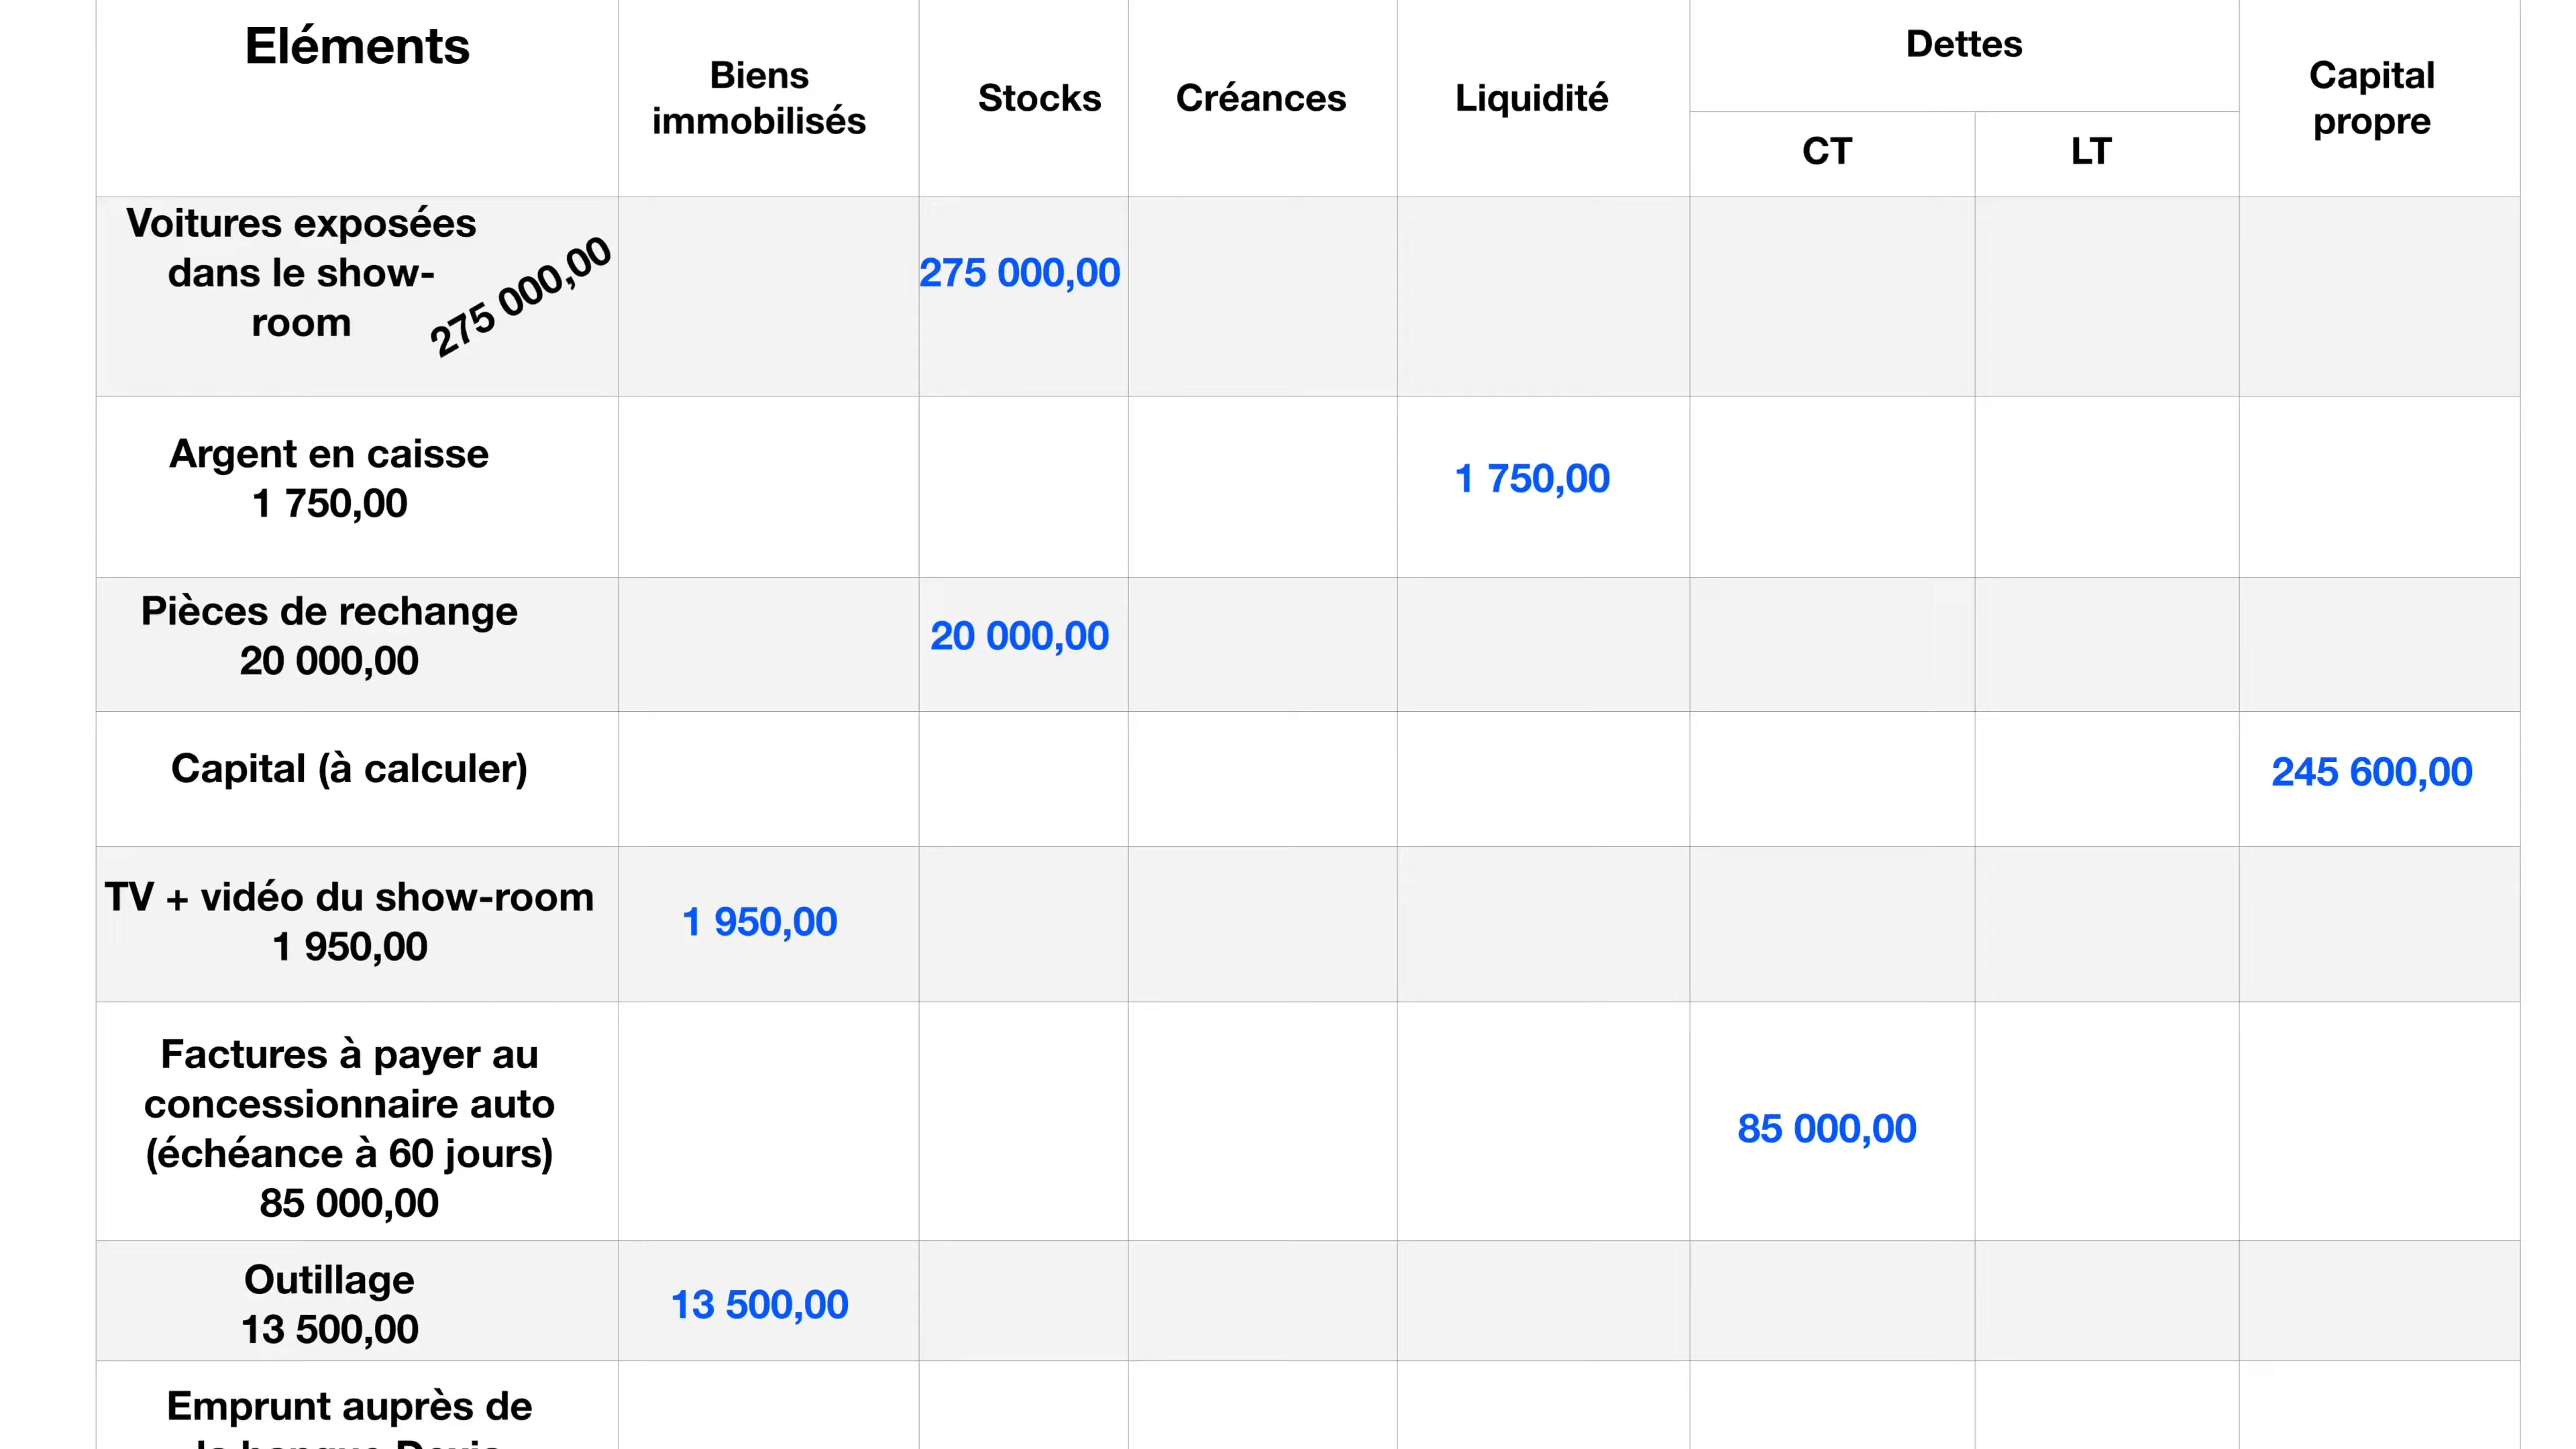 Eléments
Biens
immobilisés
Stocks
Créances
Liquidité
Dettes
CT
LT
Capital
propre
Voitures exposées
dans le show-
room
275 000,00
275 000,00
Argent en caisse
1 750,00
1 750,00
Pièces de rechange
20 000,00
20 000,00
Capital (à calculer)
245 600,00
TV + vidéo du show-room
1 950,00
1 950,00
Factures à payer au
concessionnaire auto
(échéance à 60 jours)
85 000,00
85 000,00
Outillage
13 500,00
13 500,00
Emprunt auprès de
la banque